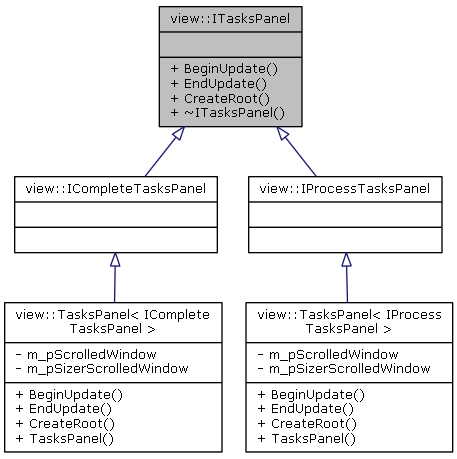 view::ITasksPanel
+ BeginUpdate()
+ EndUpdate()
+ CreateRoot()
+ ~ITasksPanel()
view::ICompleteTasksPanel
view::IProcessTasksPanel
view::TasksPanel< IComplete
TasksPanel >
- m_pScrolledWindow
- m_pSizerScrolledWindow
+ BeginUpdate()
+ EndUpdate()
+ CreateRoot()
+ TasksPanel()
view::TasksPanel< IProcess
TasksPanel >
- m_pScrolledWindow
- m_pSizerScrolledWindow
+ BeginUpdate()
+ EndUpdate()
+ CreateRoot()
+ TasksPanel()